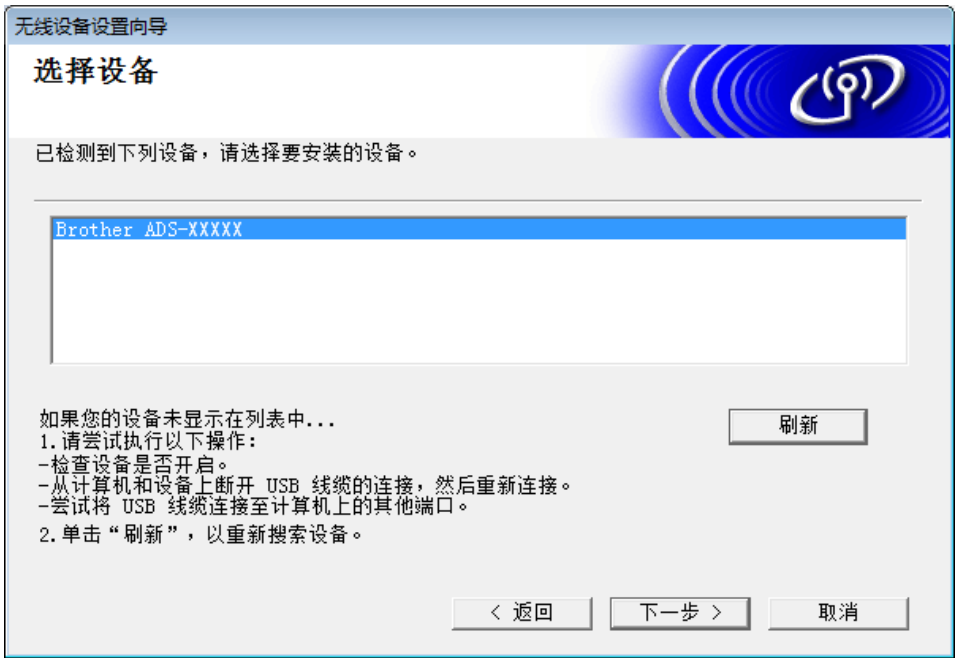 无线设备设置向导
选择设备
已检测到下列设备，请选择要安装的设备。
Brother ADS-XXXXX
如果您的设备未显示在列表中...
1.请尝试执行以下操作：
-检查设备是否开启。
-从计算机和设备上断开 USB 线缆的连接，然后重新连接。
-尝试将 USB 线缆连接至计算机上的其他端口。
2.单击“刷新”，以重新搜索设备。
刷新
< 返回
下一步 >
取消